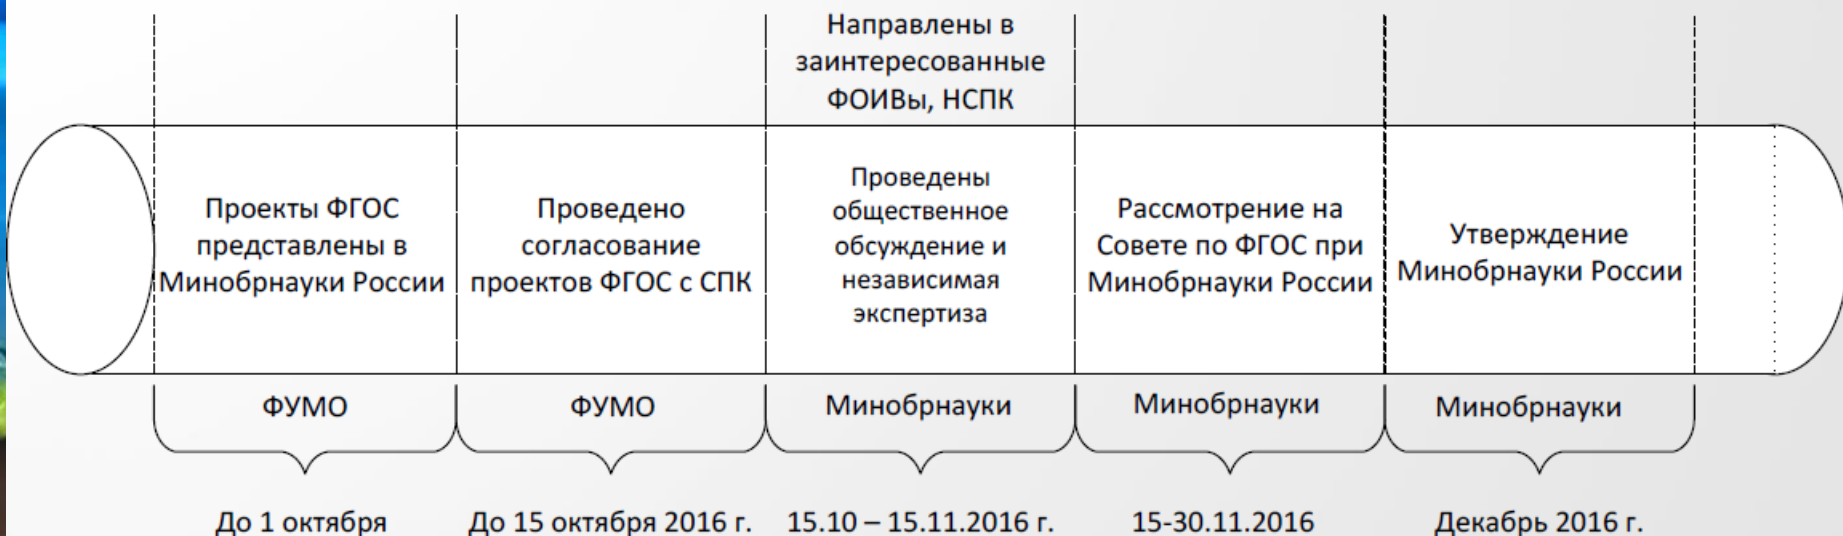 Направлены в
заинтересованные
ФОИВы, НСПК
Проекты ФГОС
представлены в
Минобрнауки России
Проведено
согласование
проектов ФГОС с СПК
Проведены
общественное
обсуждение и
независимая
экспертиза
Рассмотрение на
Совете по ФГОС при
Минобрнауки России
Утверждение
Минобрнауки России
ФУМО
ФУМО
Минобрнауки
Минобрнауки
Минобрнауки
До 1 октября
До 15 октября 2016 г.
15.10 – 15.11.2016 г.
15-30.11.2016
Декабрь 2016 г.